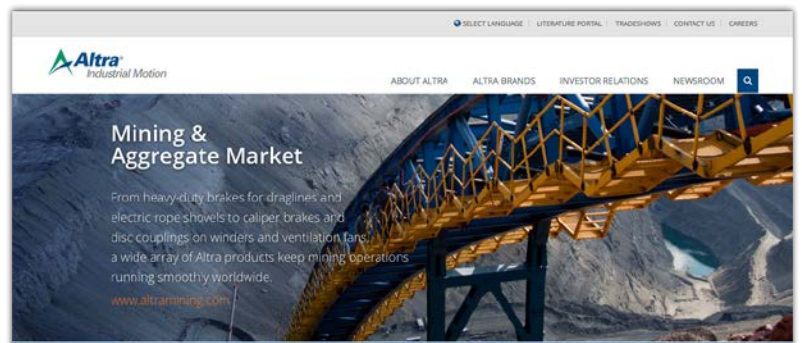 SELECT LANGUAGE | LITERATURE PORTAL | TRADESHOWS | CONTACT US | CAREERS
Altra
Industrial Motion
ABOUT ALTRA ALTRA BRANDS INVESTOR RELATIONS NEWSROOM
Mining &
Aggregate Market
From heavy-duty brakes for draglines and
electric rope shovels to caliper brakes and
disc couplings on winders and ventilation fans,
a wide array of Altra products keep mining operations
running smoothly worldwide.
www.altramining.com